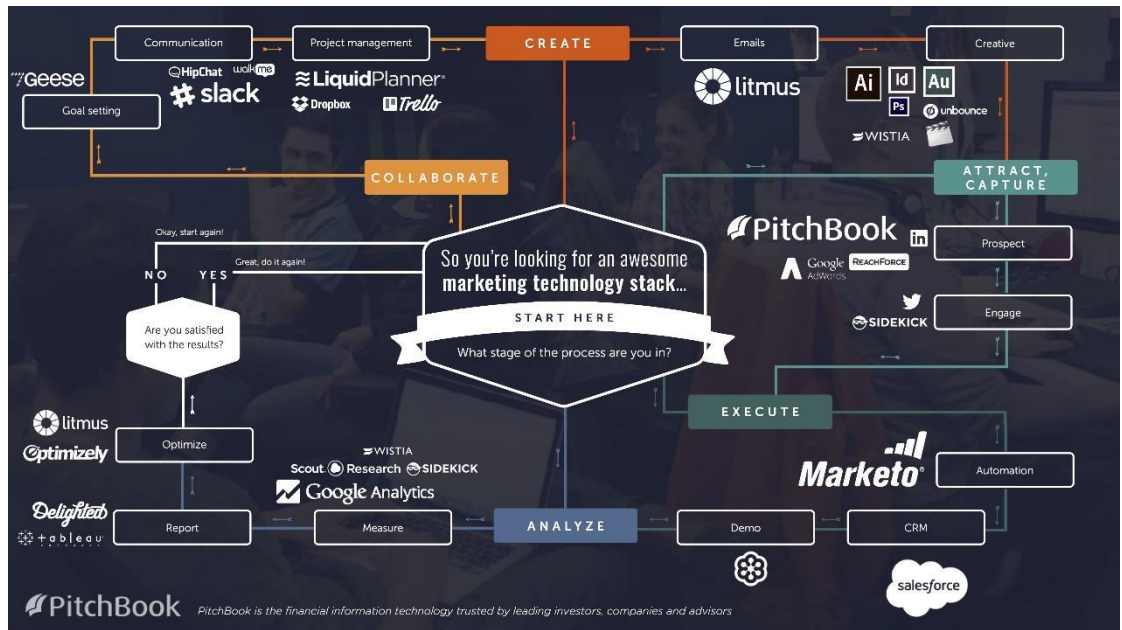 Communication
Project management
CREATE
Emails
Creative
7Geese
Goal setting
HipChat
walkme
slack
LiquidPlanner
Dropbox
Trello
litmus
Ai
Id
Au
Ps
unbounce
WISTIA
COLLABORATE
ATTRACT,
CAPTURE
PitchBook
in
Prospect
Google
AdWords
REACHFORCE
SIDEKICK
Engage
Okay, start again!
Great, do it again!
NO
YES
Are you satisfied
with the results?
So you're looking for an awesome
marketing technology stack...
START HERE
What stage of the process are you in?
EXECUTE
litmus
Optimizely
Optimize
WISTIA
Scout
Research
SIDEKICK
Google Analytics
Marketo
Automation
Delighted
tableau
Report
Measure
ANALYZE
Demo
CRM
salesforce
PitchBook
PitchBook is the financial information technology trusted by leading investors, companies and advisors